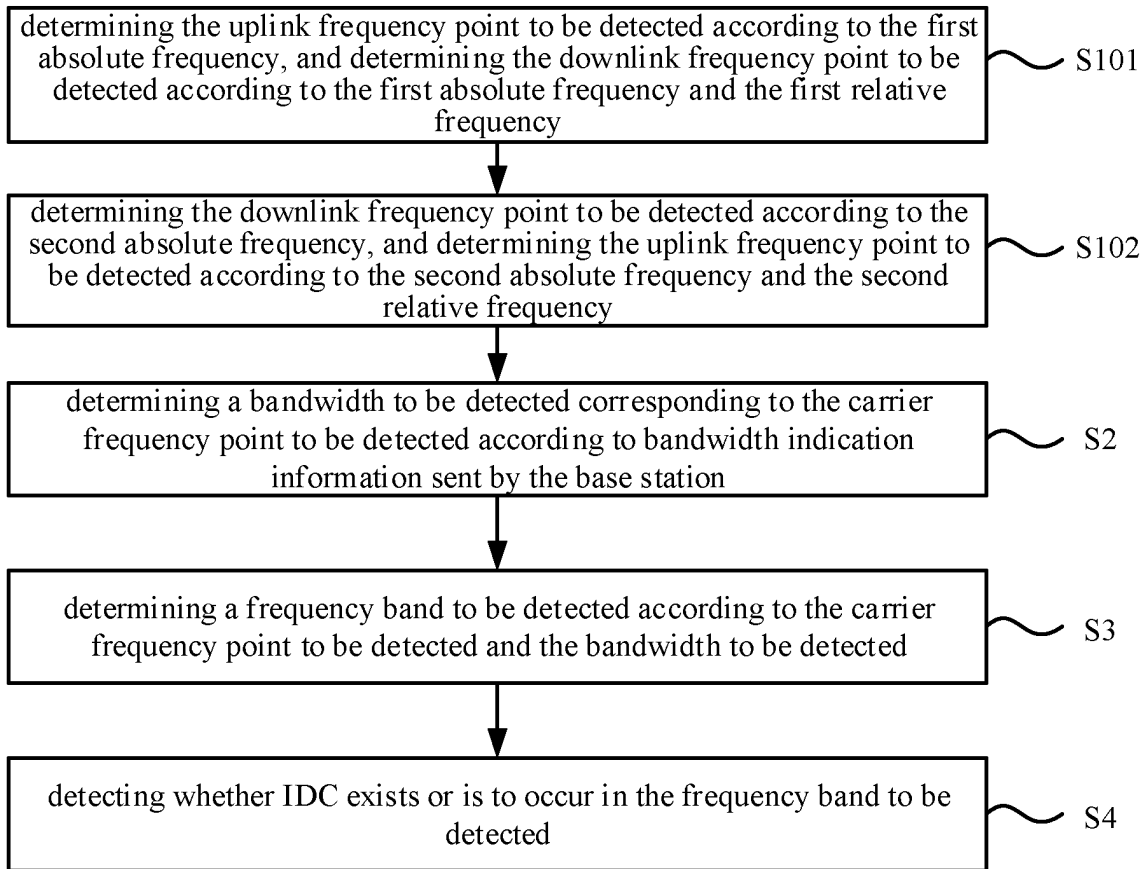 determining the uplink frequency point to be detected according to the first
absolute frequency, and determining the downlink frequency point to be
detected according to the first absolute frequency and the first relative
frequency
S101
determining the downlink frequency point to be detected according to the
second absolute frequency, and determining the uplink frequency point to
be detected according to the second absolute frequency and the second
relative frequency
S102
determining a bandwidth to be detected corresponding to the carrier
frequency point to be detected according to bandwidth indication
information sent by the base station
S2
determining a frequency band to be detected according to the carrier
frequency point to be detected and the bandwidth to be detected
S3
detecting whether IDC exists or is to occur in the frequency band to be
detected
S4